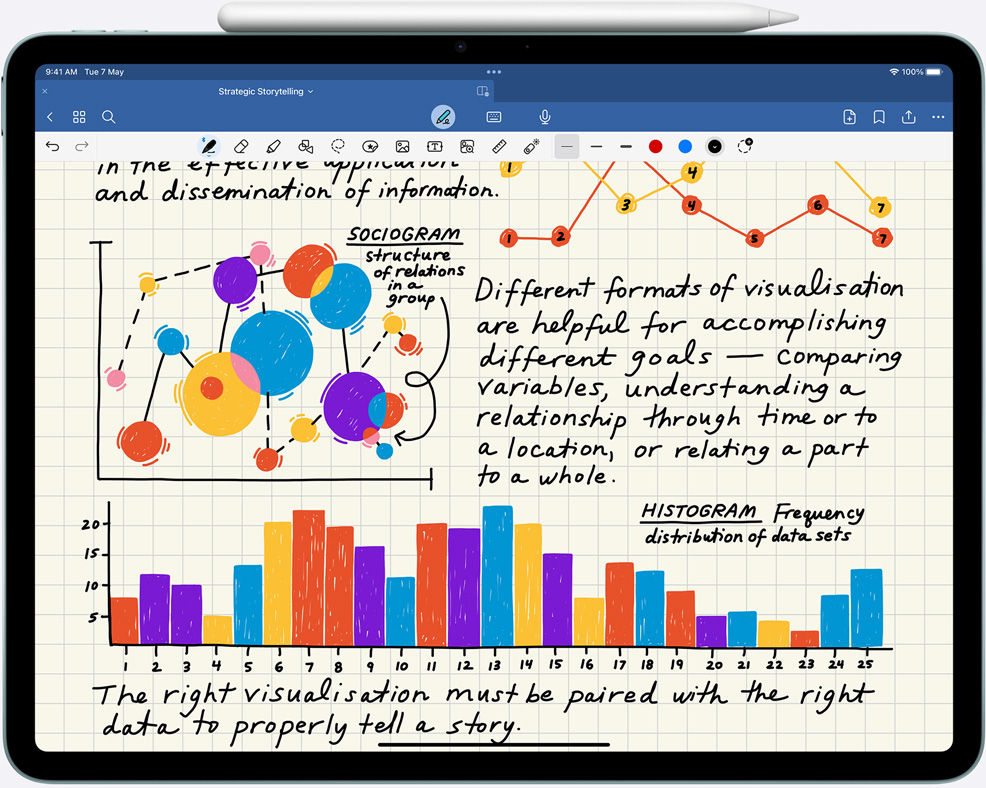 9:41 AM Tue 7 May
100%
Strategic Storytelling
in the effective application
and dissemination of information.
1
3
4
7
1
2
4
5
6
7
SOCIOGRAM
structure
of relations
in a
group
Different formats of visualisation
are helpful for accomplishing
different goals — comparing
variables, understanding a
relationship through time or to
a location, or relating a part
to a whole.
HISTOGRAM Frequency
distribution of data sets
20
15
10
5
1 2 3 4 5 6 7 8 9 10 11 12 13 14 15 16 17 18 19 20 21 22 23 24 25
The right visualisation must be paired with the right
data to properly tell a story.